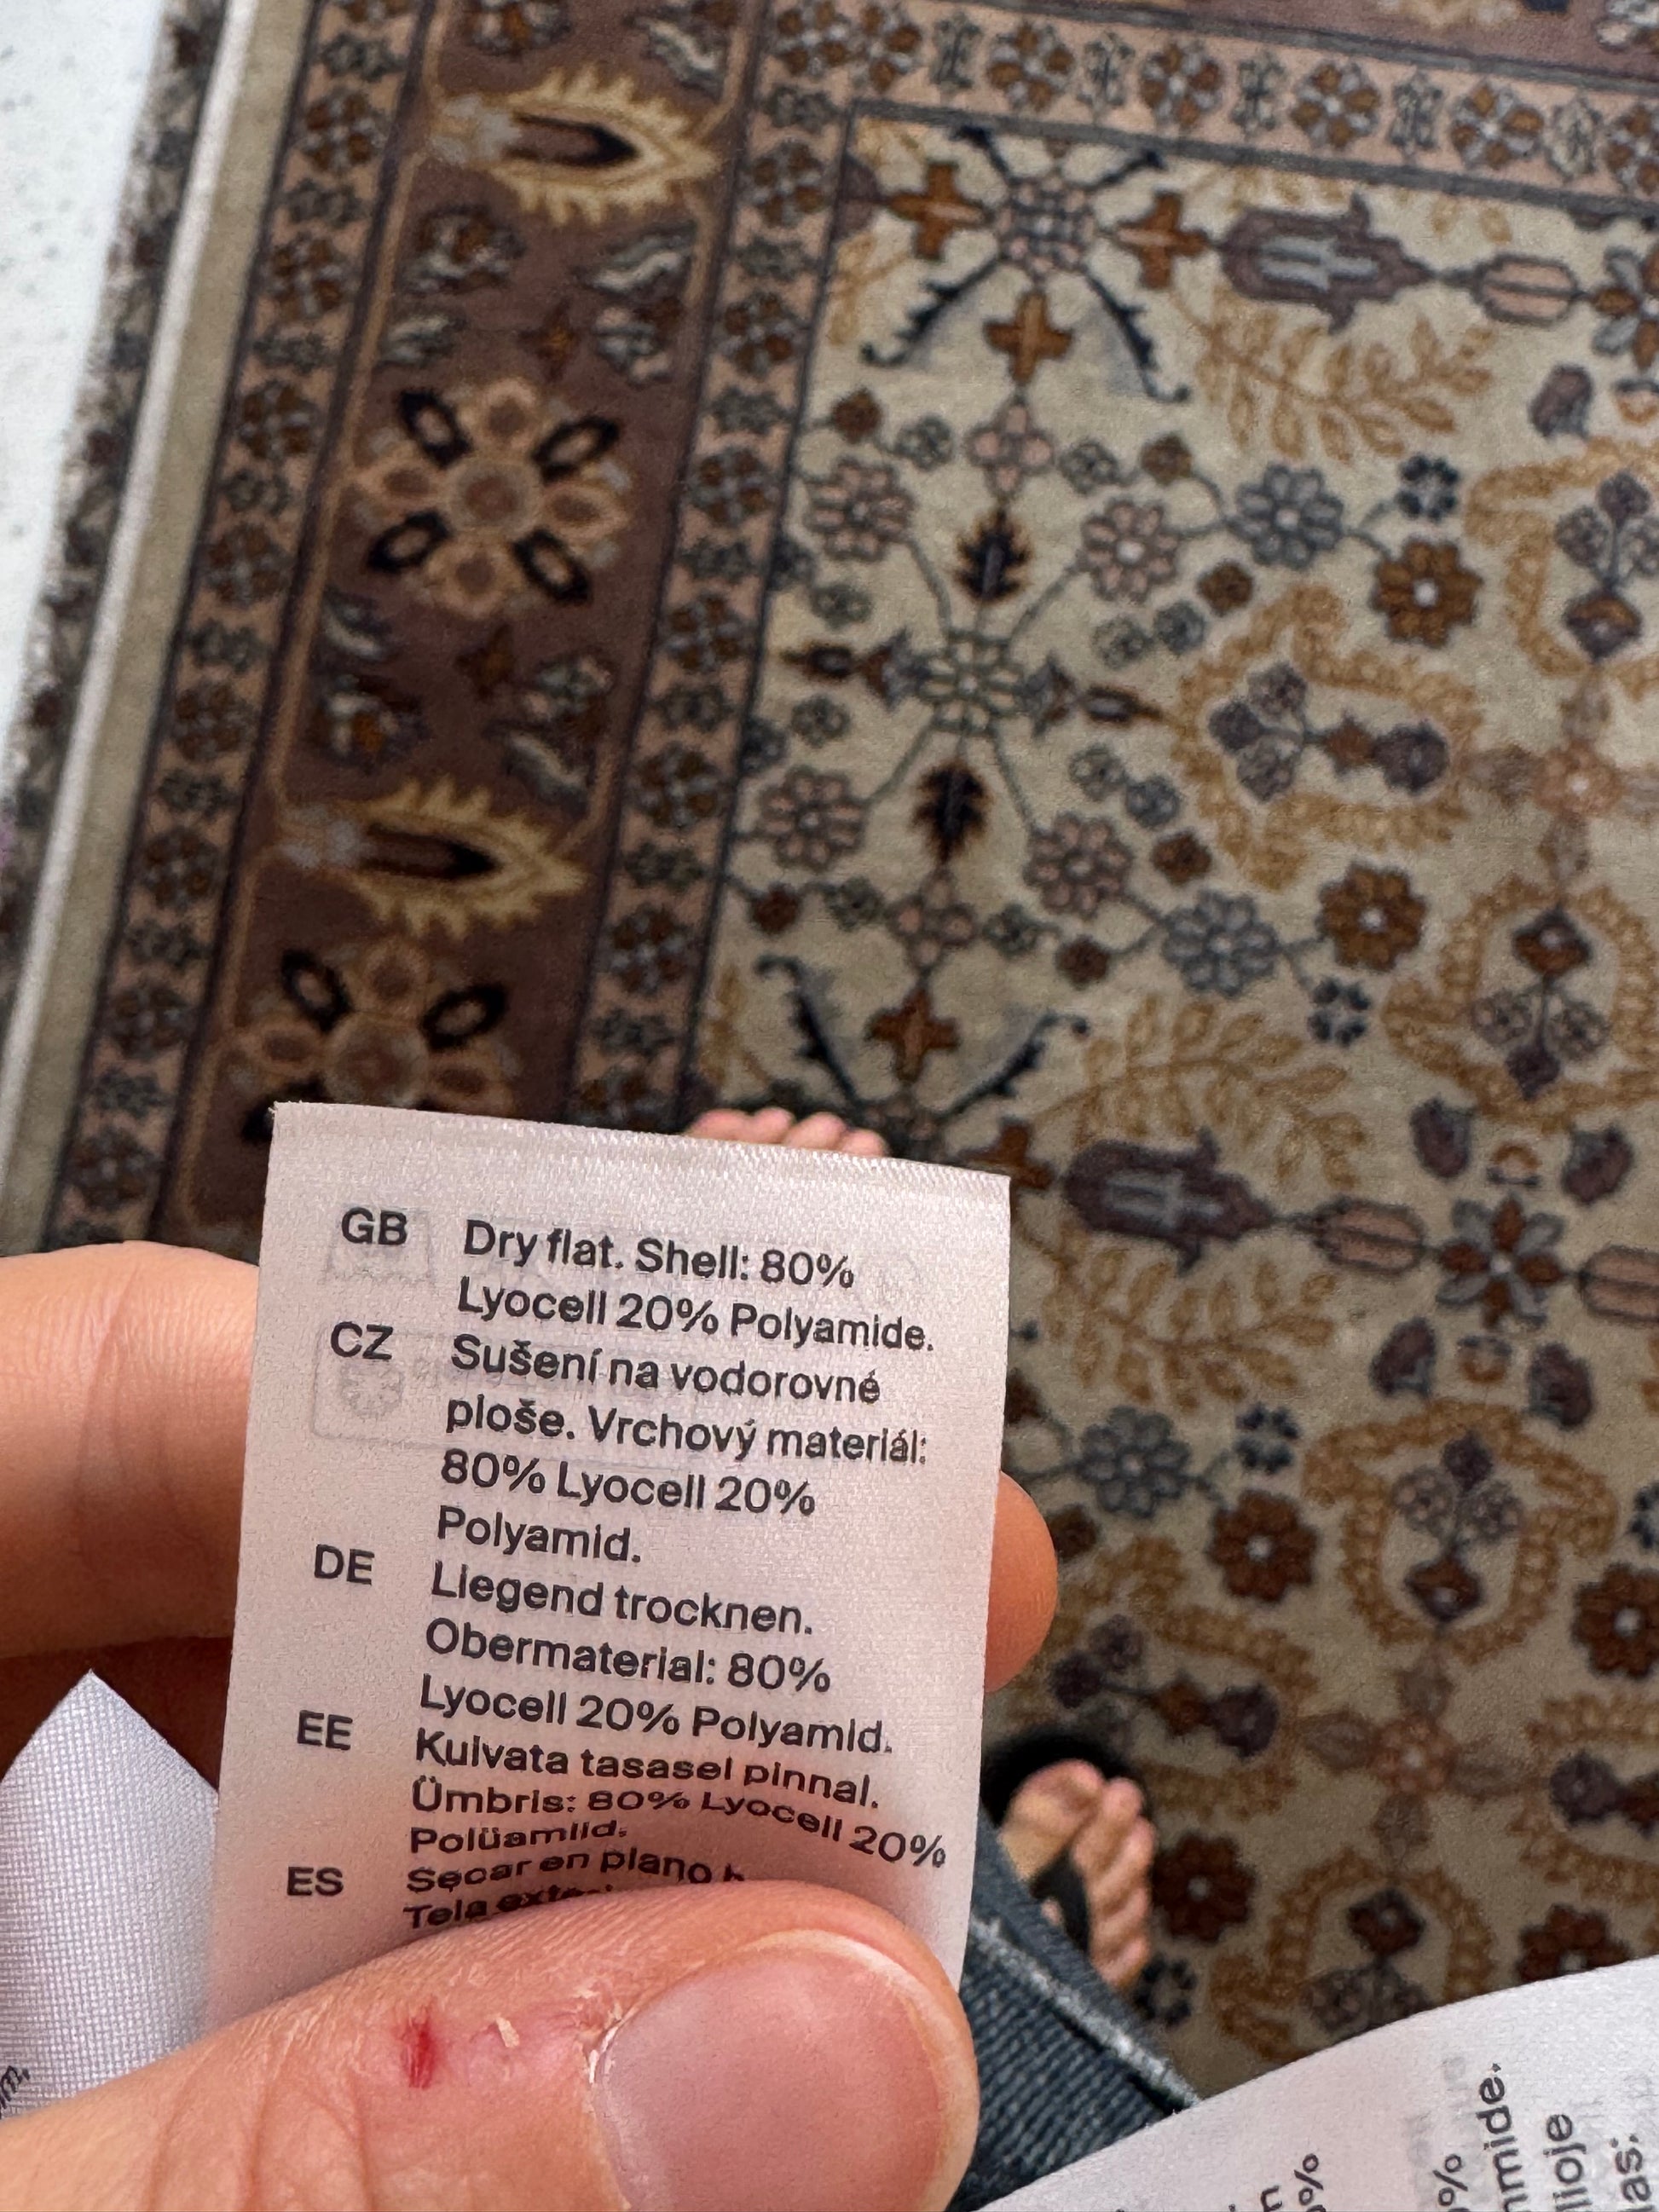 GB Dry flat. Shell: 80%
Lyocell 20% Polyamide.
CZ Sušení na vodorovné
ploše. Vrchový materiál:
80% Lyocell 20%
Polyamid.
DE Liegend trocknen.
Obermaterial: 80%
Lyocell 20% Polyamid.
EE Kuivata tasasel pinnal.
Ümbris: 80% Lyocell 20%
Polüamiid.
ES Secar en plano
Tela